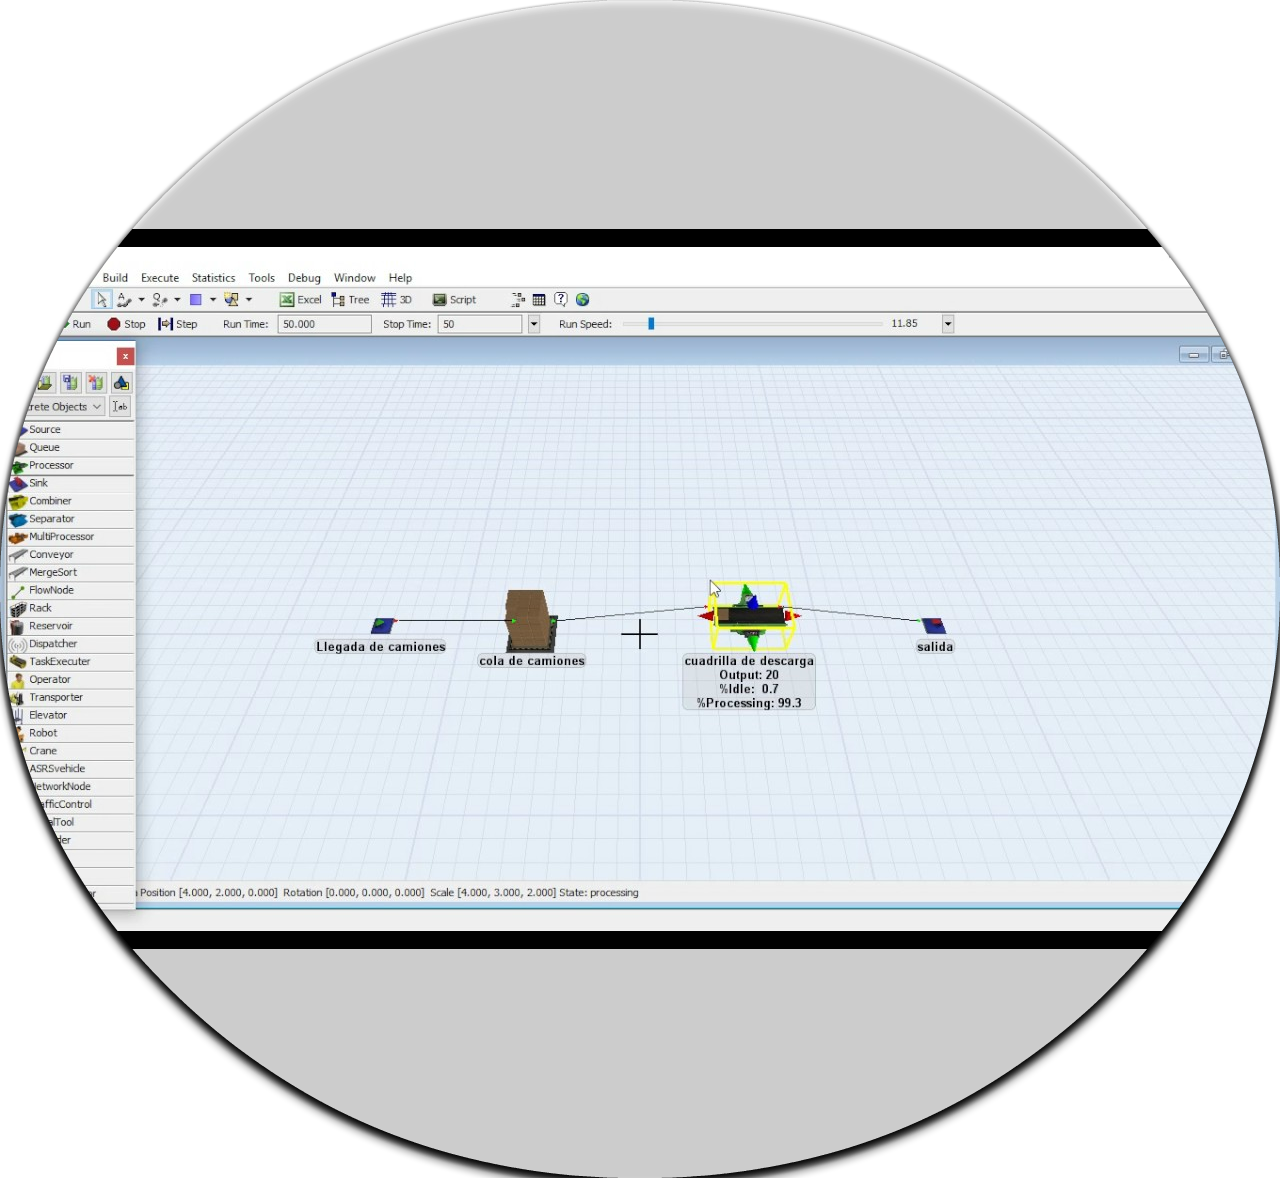 Build Execute Statistics Tools Debug Window Help
Excel Tree 3D Script
Run Stop Step Run Time: 50.000 Stop Time: 50 Run Speed: 11.85
x
rete Objects
Source
Queue
Processor
Sink
Combiner
Separator
MultiProcessor
Conveyor
MergeSort
FlowNode
Rack
Reservoir
Dispatcher
TaskExecuter
Operator
Transporter
Elevator
Robot
Crane
ASRSvehicle
etworkNode
afficControl
elTool
der
Llegada de camiones
cola de camiones
cuadrilla de descarga
Output: 20
%Idle: 0.7
%Processing: 99.3
salida
Position [4.000, 2.000, 0.000] Rotation [0.000, 0.000, 0.000] Scale [4.000, 3.000, 2.000] State: processing